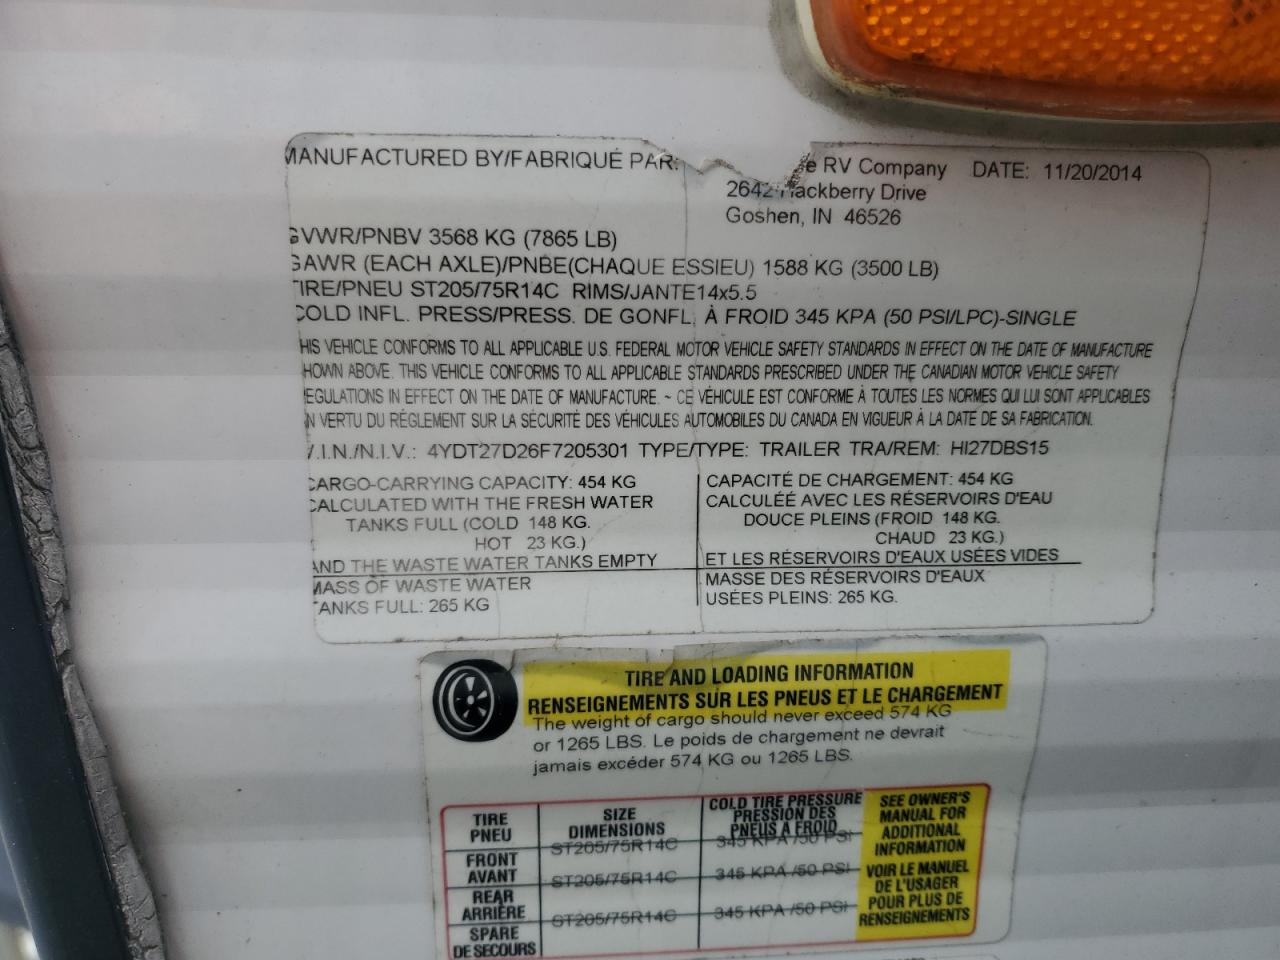 MANUFACTURED BY/FABRIQUÉ PAR: e RV Company DATE: 11/20/2014
2642 Hackberry Drive
Goshen, IN 46526
GVWR/PNBV 3568 KG (7865 LB)
GAWR (EACH AXLE)/PNBE(CHAQUE ESSIEU) 1588 KG (3500 LB)
TIRE/PNEU ST205/75R14C RIMS/JANTE14x5.5
COLD INFL. PRESS/PRESS. DE GONFL. À FROID 345 KPA (50 PSI/LPC)-SINGLE
HIS VEHICLE CONFORMS TO ALL APPLICABLE U.S. FEDERAL MOTOR VEHICLE SAFETY STANDARDS IN EFFECT ON THE DATE OF MANUFACTURE
HOWN ABOVE. THIS VEHICLE CONFORMS TO ALL APPLICABLE STANDARDS PRESCRIBED UNDER THE CANADIAN MOTOR VEHICLE SAFETY
EGULATIONS IN EFFECT ON THE DATE OF MANUFACTURE. ~ CE VÉHICULE EST CONFORME À TOUTES LES NORMES QUI LUI SONT APPLICABLES
N VERTU DU RÉGLEMENT SUR LA SÉCURITÉ DES VÉHICULES AUTOMOBILES DU CANADA EN VIGUEUR À LA DATE DE SA FABRICATION.
V.I.N./N.I.V.: 4YDT27D26F7205301 TYPE/TYPE: TRAILER TRA/REM: HI27DBS15
CARGO-CARRYING CAPACITY: 454 KG
CALCULATED WITH THE FRESH WATER
TANKS FULL (COLD 148 KG.
HOT 23 KG.)
AND THE WASTE WATER TANKS EMPTY
MASS OF WASTE WATER
TANKS FULL: 265 KG
CAPACITÉ DE CHARGEMENT: 454 KG
CALCULÉE AVEC LES RÉSERVOIRS D'EAU
DOUCE PLEINS (FROID 148 KG.
CHAUD 23 KG.)
ET LES RÉSERVOIRS D'EAUX USÉES VIDES
MASSE DES RÉSERVOIRS D'EAUX
USÉES PLEINS: 265 KG.
TIRE AND LOADING INFORMATION
RENSEIGNEMENTS SUR LES PNEUS ET LE CHARGEMENT
The weight of cargo should never exceed 574 KG
or 1265 LBS. Le poids de chargement ne devrait
jamais excéder 574 KG ou 1265 LBS.
TIRE
PNEU
SIZE
DIMENSIONS
COLD TIRE PRESSURE
PRESSION DES
PNEUS A FROID
FRONT
AVANT
ST205/75R14C
345 KPA /50 PSI
REAR
ARRIÈRE
ST205/75R14C
345 KPA /50 PSI
SPARE
DE SECOURS
ST205/75R14C
345 KPA /50 PSI
SEE OWNER'S
MANUAL FOR
ADDITIONAL
INFORMATION
VOIR LE MANUEL
DE L'USAGER
POUR PLUS DE
RENSEIGNEMENTS